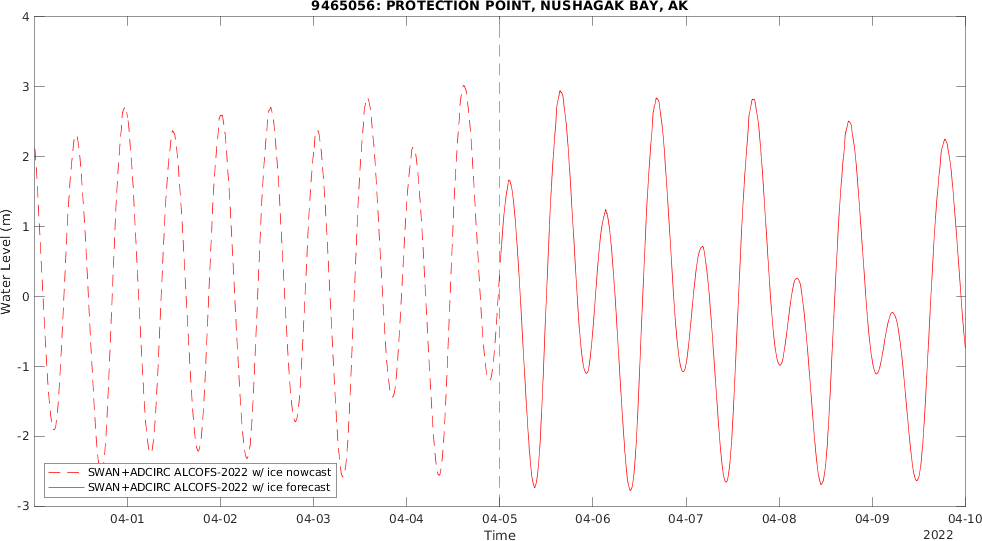 9465056: PROTECTION POINT, NUSHAGAK BAY, AK
4
3
2
1
0
-1
-2
-3
Water Level (m)
SWAN+ADCIRC ALCOFS-2022 w/ ice nowcast
SWAN+ADCIRC ALCOFS-2022 w/ ice forecast
04-01 04-02 04-03 04-04 04-05 04-06 04-07 04-08 04-09 04-10
Time
2022